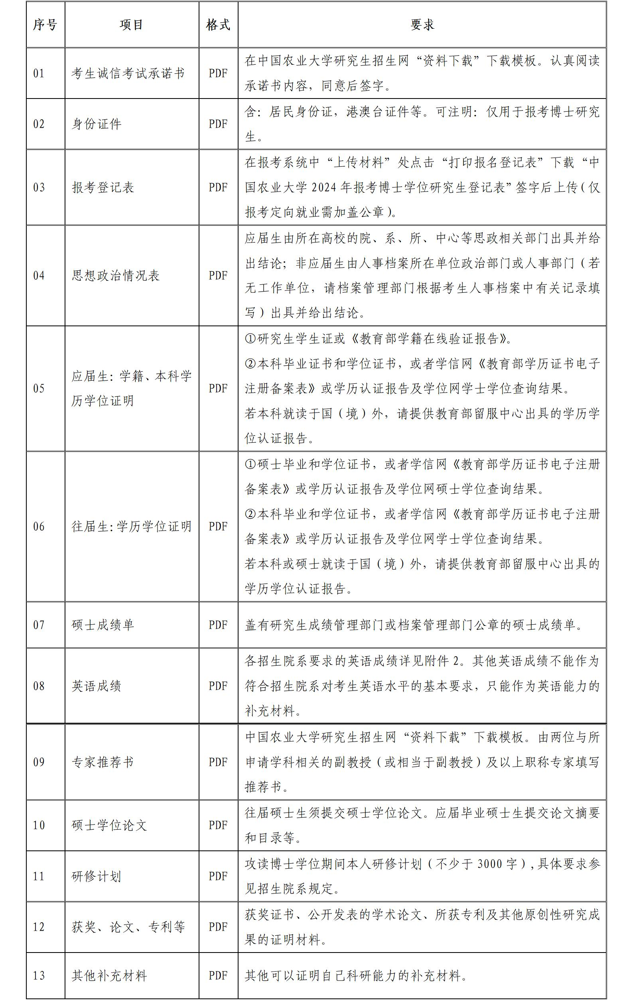 序号 项目 格式 要求
01 考生诚信考试承诺书 PDF 在中国农业大学研究生招生网“资料下载”下载模板。认真阅读
承诺书内容，同意后签字。
02 身份证件 PDF 含：居民身份证，港澳台证件等。可注明：仅用于报考博士研究
生。
03 报考登记表 PDF 在报考系统中“上传材料”处点击“打印报名登记表”下载“中
国农业大学 2024 年报考博士学位研究生登记表”签字后上传（仅
报考定向就业需加盖公章）。
04 思想政治情况表 PDF 应届生由所在高校的院、系、所、中心等思政相关部门出具并给
出结论；非应届生由人事档案所在单位政治部门或人事部门（若
无工作单位，请档案管理部门根据考生人事档案中有关记录填
写）出具并给出结论。
05 应届生：学籍、本科学
历学位证明 PDF ①研究生学生证或《教育部学籍在线验证报告》。
②本科毕业证书和学位证书，或者学信网《教育部学历证书电子
注册备案表》或学历认证报告及学位网学士学位查询结果。
若本科就读于国（境）外，请提供教育部留服中心出具的学历学
位认证报告。
06 往届生：学历学位证明 PDF ①硕士毕业和学位证书，或者学信网《教育部学历证书电子注册
备案表》或学历认证报告及学位网硕士学位查询结果。
②本科毕业和学位证书，或者学信网《教育部学历证书电子注册
备案表》或学历认证报告及学位网学士学位查询结果。
若本科或硕士就读于国（境）外，请提供教育部留服中心出具的
学历学位认证报告。
07 硕士成绩单 PDF 盖有研究生成绩管理部门或档案管理部门公章的硕士成绩单。
08 英语成绩 PDF 各招生院系要求的英语成绩详见附件 2。其他英语成绩不能作为
符合招生院系对考生英语水平的基本要求，只能作为英语能力的
补充材料。
09 专家推荐书 PDF 中国农业大学研究生招生网“资料下载”下载模板。由两位与所
申请学科相关的副教授（或相当于副教授）及以上职称专家填写
推荐书。
10 硕士学位论文 PDF 往届硕士生须提交硕士学位论文。应届毕业硕士生提交论文摘要
和目录等。
11 研修计划 PDF 攻读博士学位期间本人研修计划（不少于 3000 字）,具体要求参
见招生院系规定。
12 获奖、论文、专利等 PDF 获奖证书、公开发表的学术论文、所获专利及其他原创性研究成
果的证明材料。
13 其他补充材料 PDF 其他可以证明自己科研能力的补充材料。